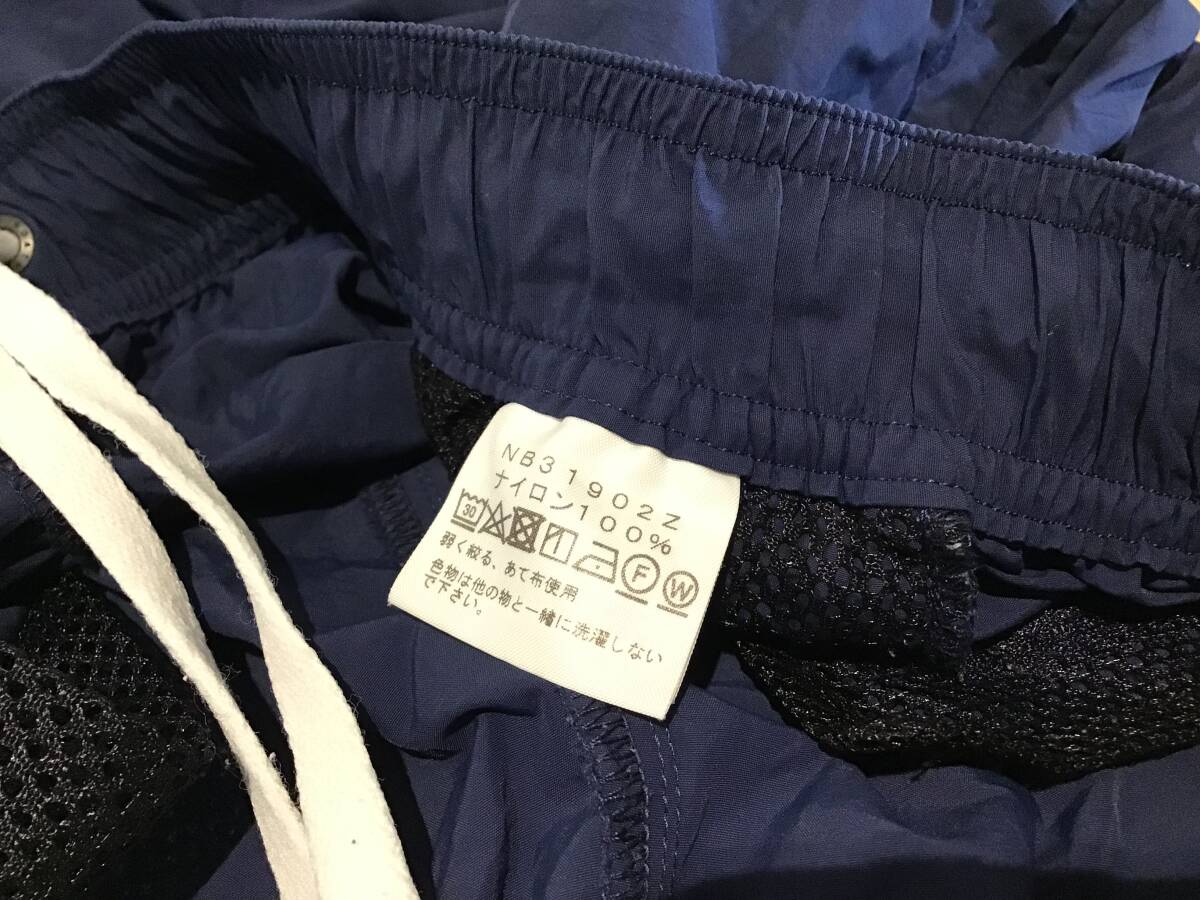 NB31902Z
ナイロン100%
30 F W
弱く絞る、あて布使用
色物は他の物と一緒に洗濯しない
で下さい。